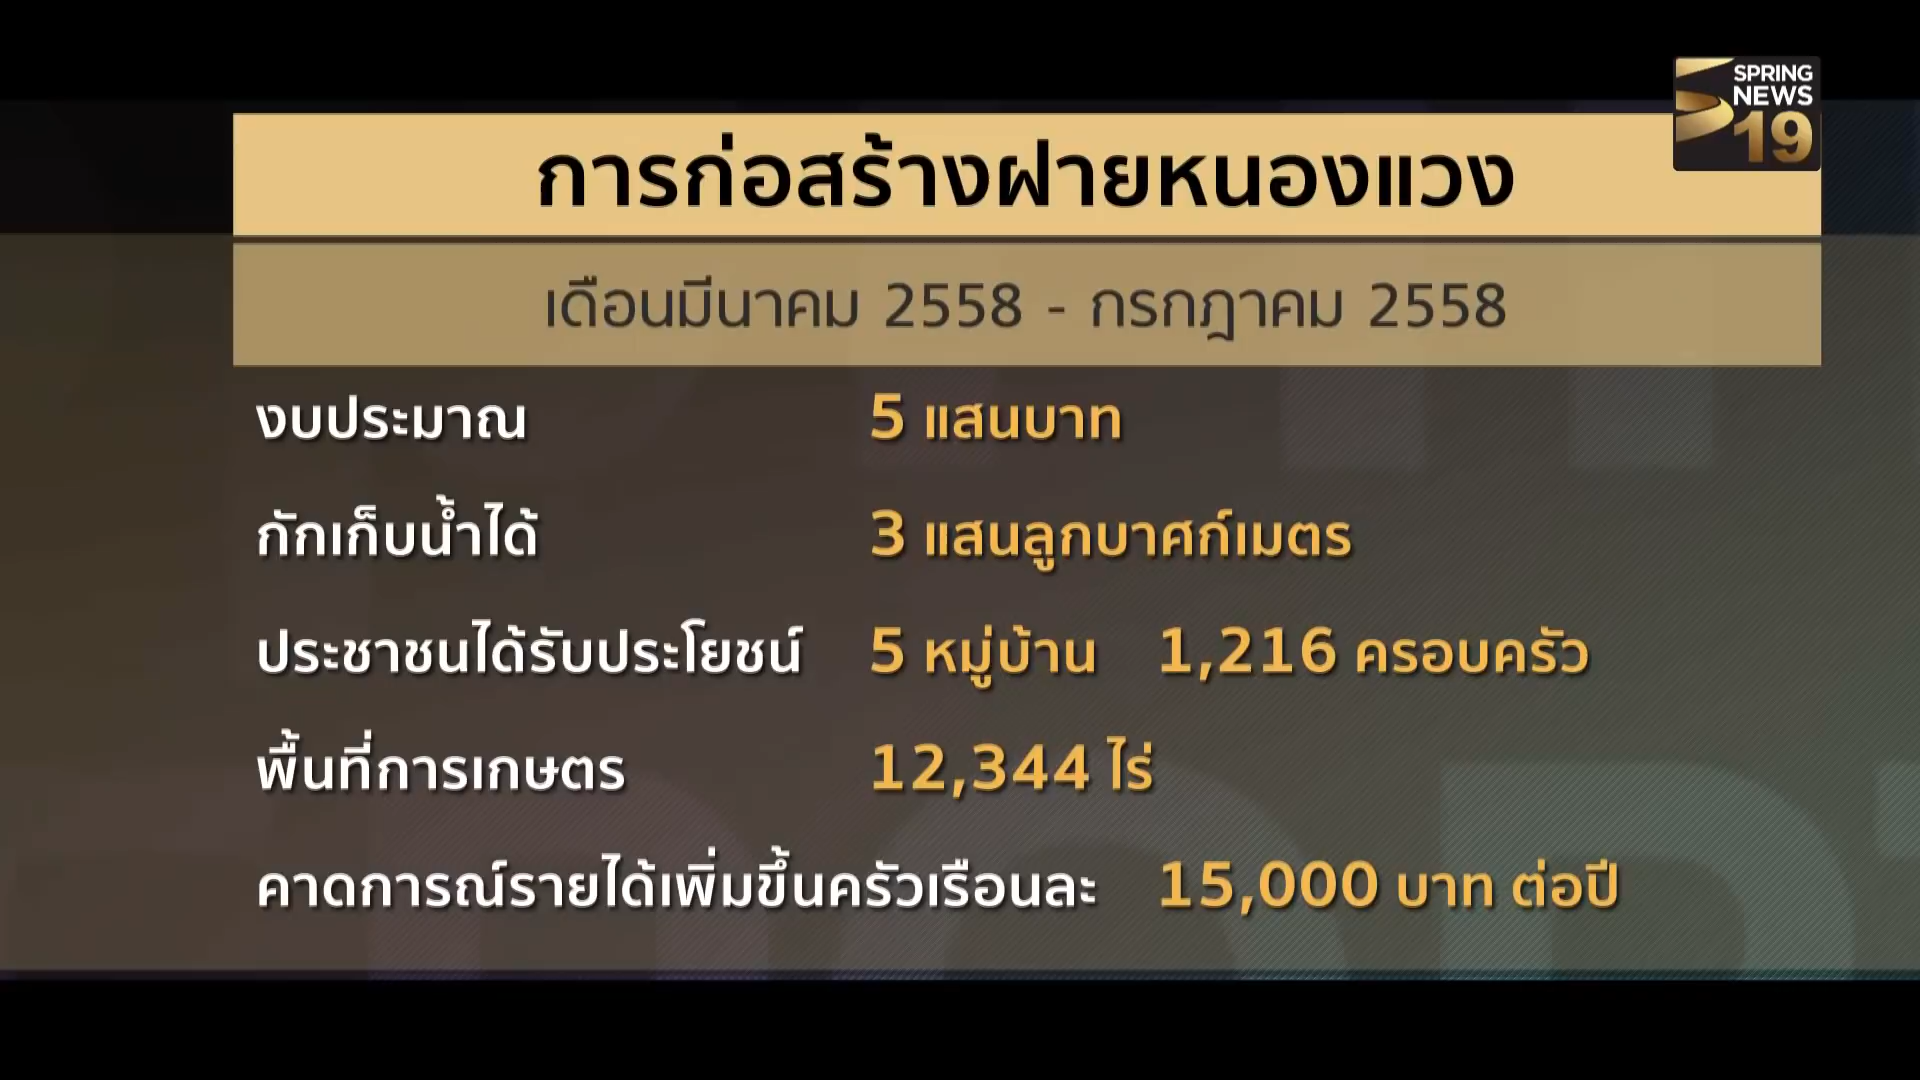 SPRING
NEWS
19
การก่อสร้างฝายหนองแวง
เดือนมีนาคม 2558 - กรกฎาคม 2558
งบประมาณ 5 แสนบาท
กักเก็บน้ำได้ 3 แสนลูกบาศก์เมตร
ประชาชนได้รับประโยชน์ 5 หมู่บ้าน 1,216 ครอบครัว
พื้นที่การเกษตร 12,344 ไร่
คาดการณ์รายได้เพิ่มขึ้นครัวเรือนละ 15,000 บาท ต่อปี